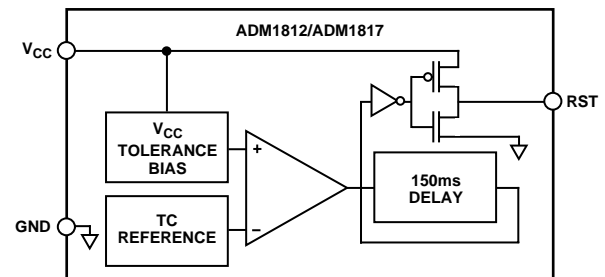 ADM1812/ADM1817
VCC
RST
VCC
TOLERANCE
BIAS
+
150ms
DELAY
GND
TC
REFERENCE
–